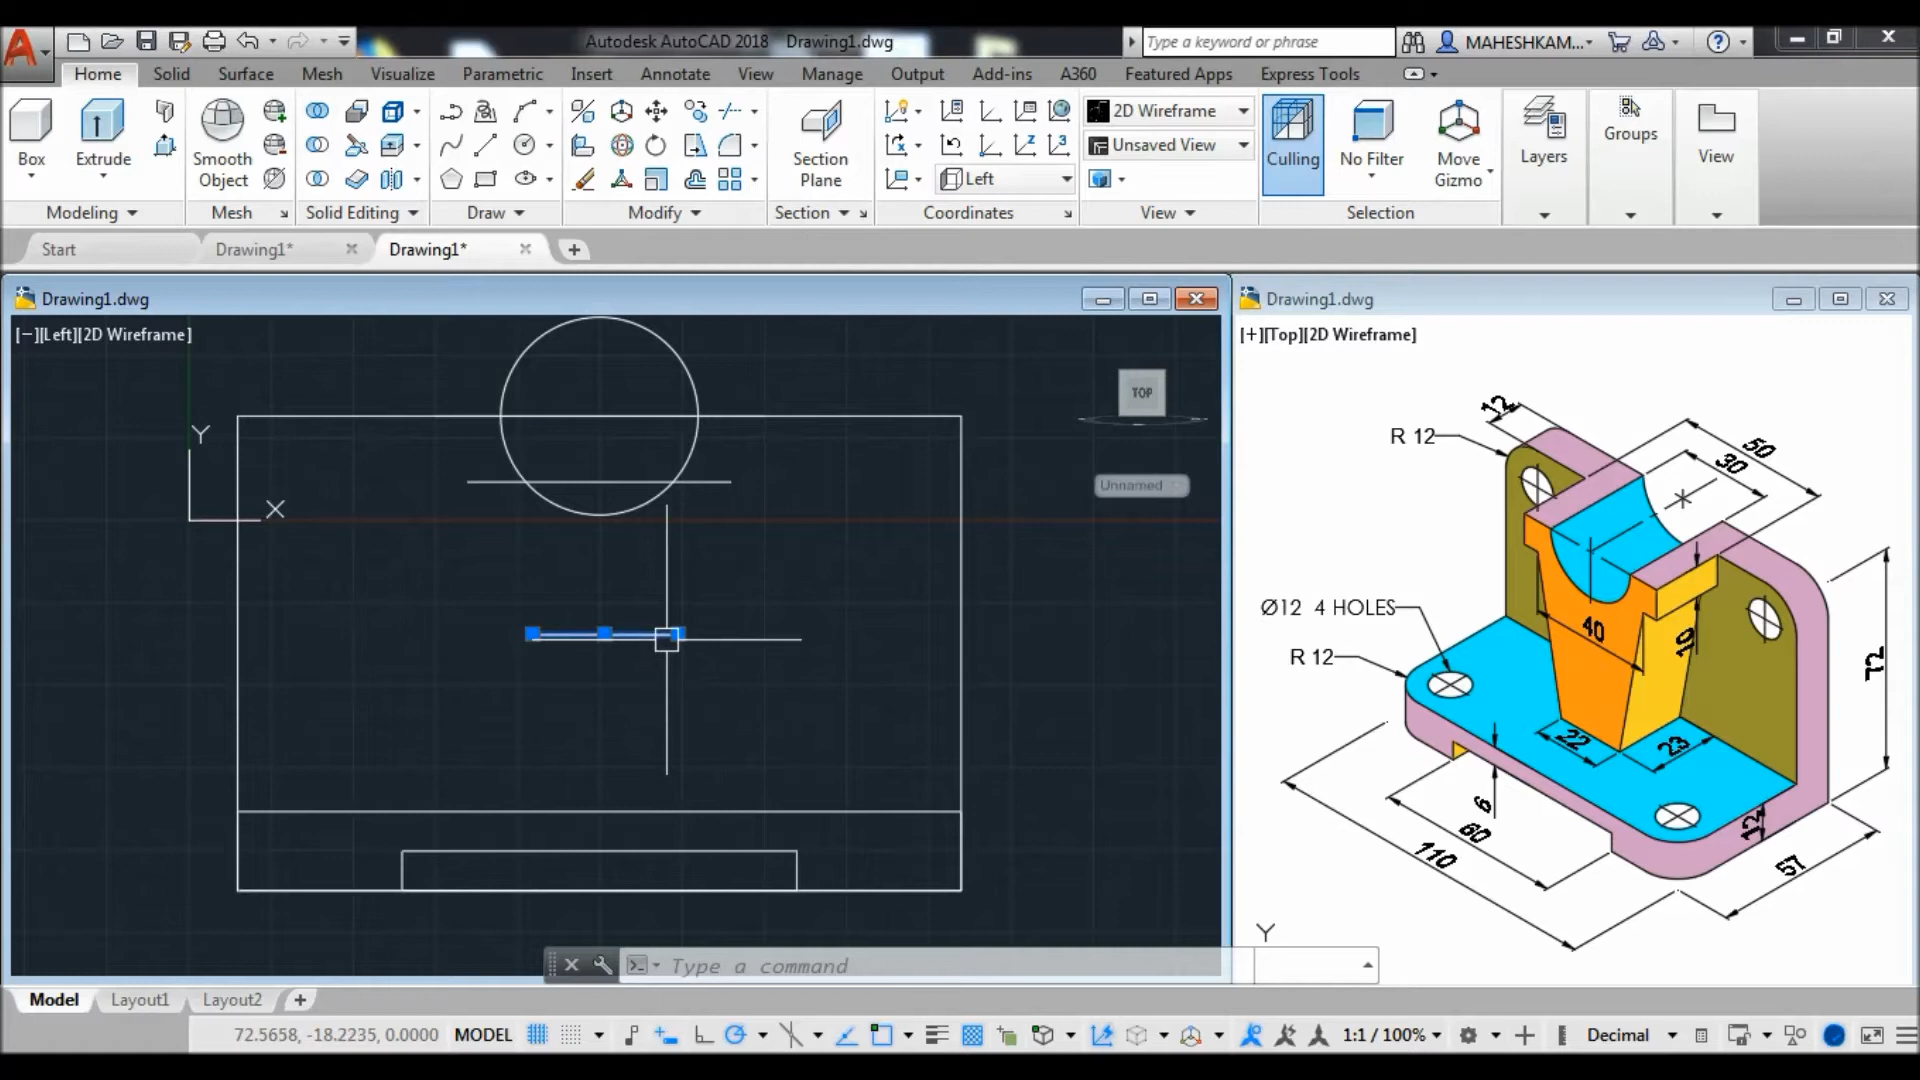 Autodesk AutoCAD 2018 Drawing1.dwg
Type a keyword or phrase
MAHESHKAM...
Home Solid Surface Mesh Visualize Parametric Insert Annotate View Manage Output Add-ins A360 Featured Apps Express Tools
Box
Extrude
Smooth Object
Section Plane
Left
2D Wireframe
Unsaved View
Culling
No Filter
Move Gizmo
Layers
Groups
View
Modeling Mesh Solid Editing Draw Modify Section Coordinates View Selection
Start Drawing1* Drawing1*
Drawing1.dwg
[−][Left][2D Wireframe]
Y
X
TOP
Unnamed
Drawing1.dwg
[+][Top][2D Wireframe]
12
R 12
50
30
Ø12 4 HOLES
40
10
R 12
72
22
23
6
60
12
110
57
Y
Type a command
Model Layout1 Layout2
72.5658, -18.2235, 0.0000 MODEL 1:1 / 100% Decimal